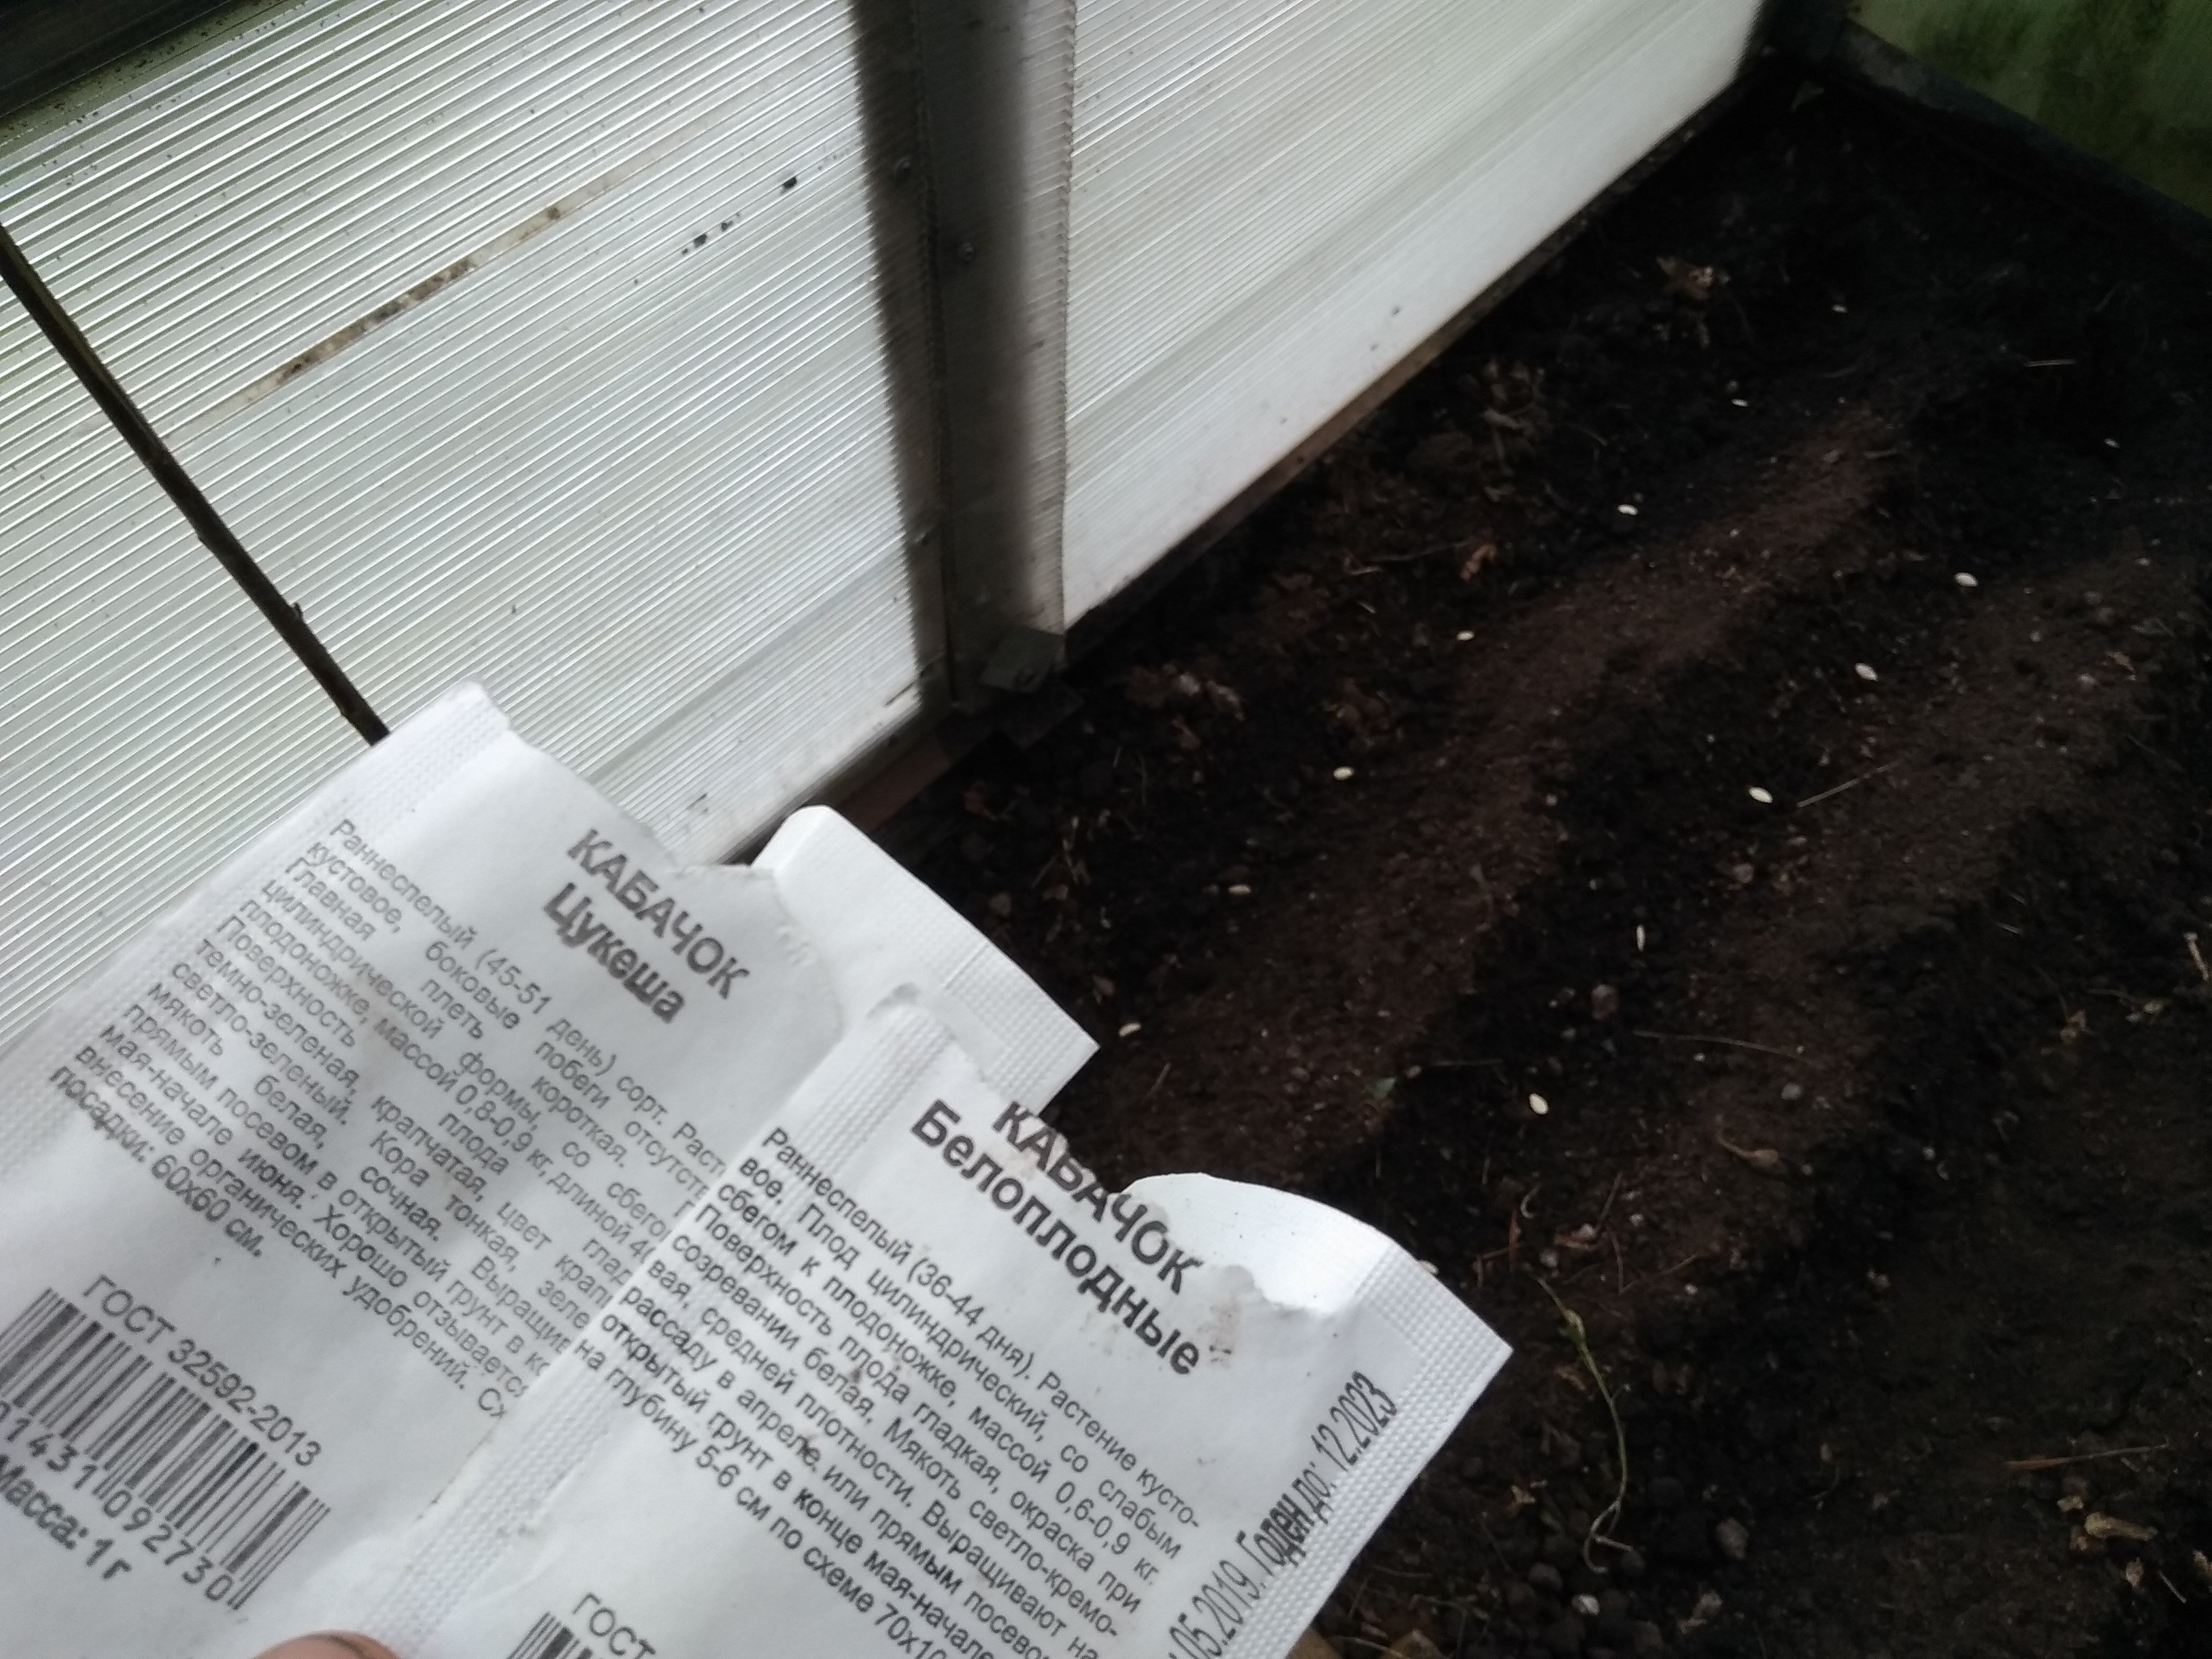 КАБАЧОК
Цукеша
Раннеспелый (45-51 день) сорт.
кустовое, боковые побеги
Главная плеть короткая.
цилиндрической формы, со сбегом
плодоножке, массой 0,8-0,9 кг, длиной
Поверхность плода
темно-зеленая, крапчатая, цвет
светло-зеленый. Кора тонкая,
мякоть белая, сочная.
прямым посевом в открытый грунт в
мая-начале июня. Хорошо отзывается
внесение органических удобрений.
посадки: 60х60 см.
ГОСТ 32592-2013
1431092730
Масса: 1 г
КАБАЧОК
Белоплодные
Раннеспелый (36-44 дня). Растение кусто-
вое. Плод цилиндрический, со слабым
сбегом к плодоножке, массой 0,6-0,9 кг.
Поверхность плода гладкая, окраска при
созревании белая. Мякоть светло-кремо-
вая, средней плотности. Выращивают на
рассаду в апреле, или прямым посевом
открытый грунт в конце мая-начале
на глубину 5-6 см по схеме
ГОСТ
.05.2019. Годен до: 12.2023